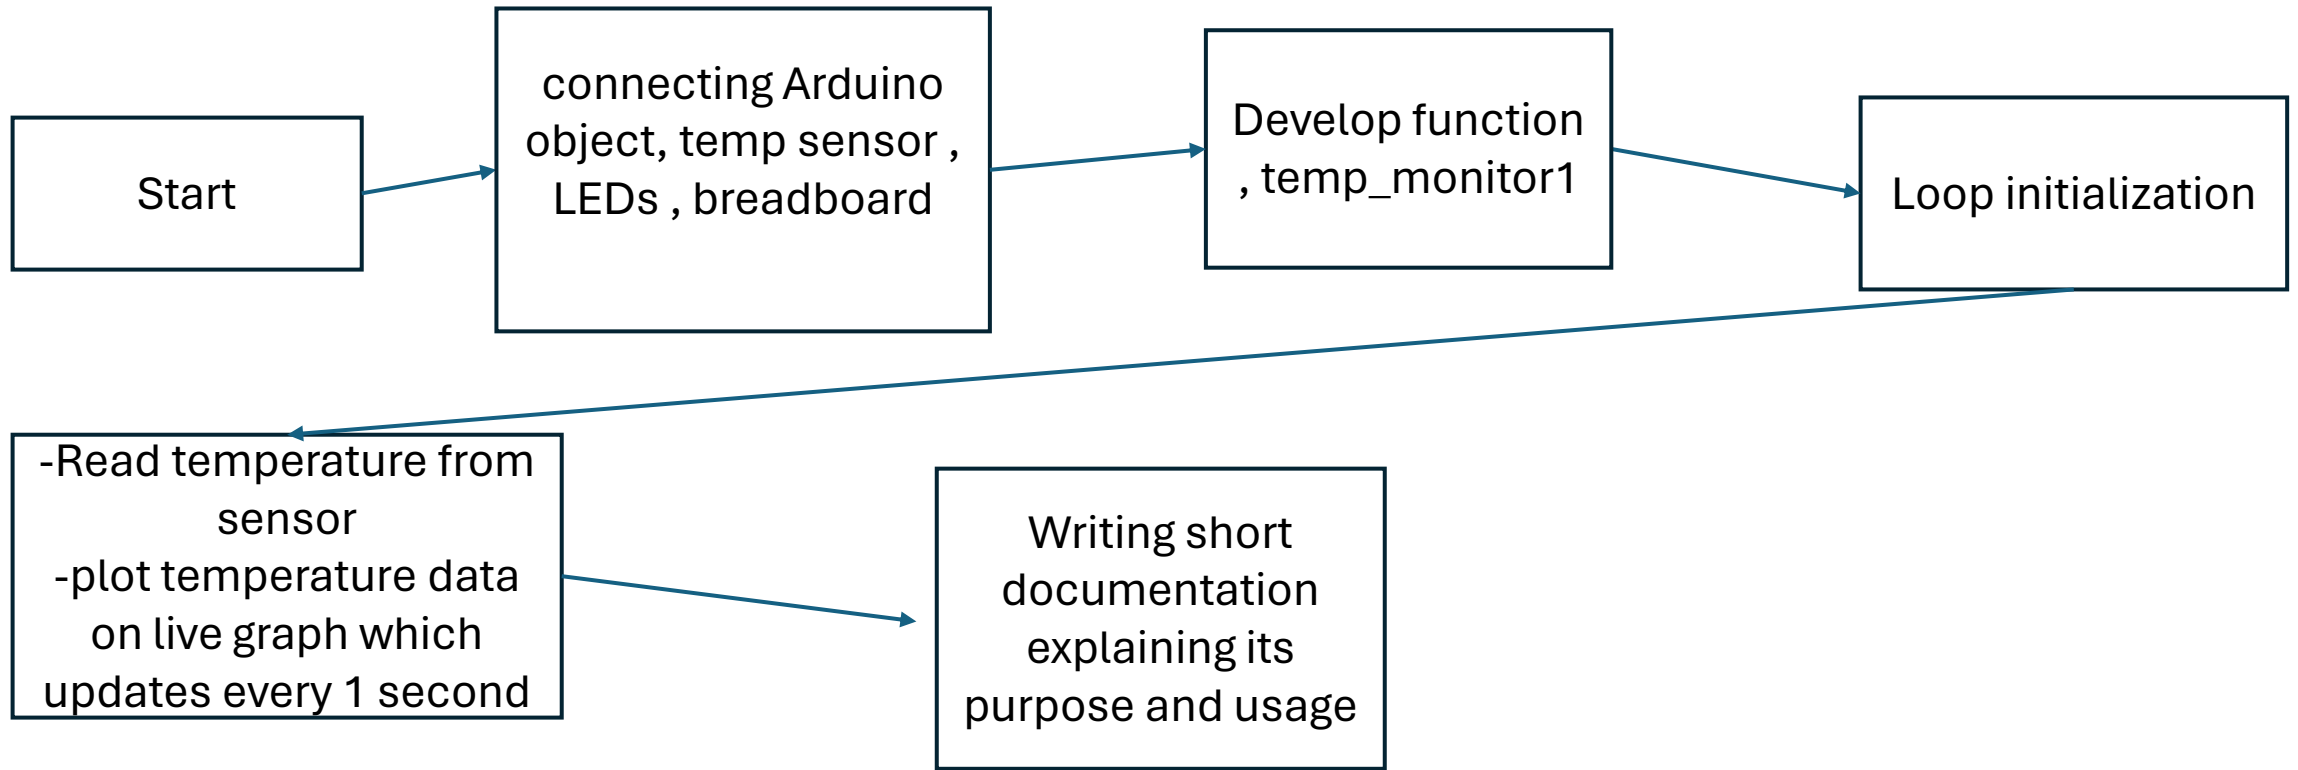 Start
connecting Arduino
object, temp sensor ,
LEDs , breadboard
Develop function
, temp_monitor1
Loop initialization
-Read temperature from
sensor
-plot temperature data
on live graph which
updates every 1 second
Writing short
documentation
explaining its
purpose and usage